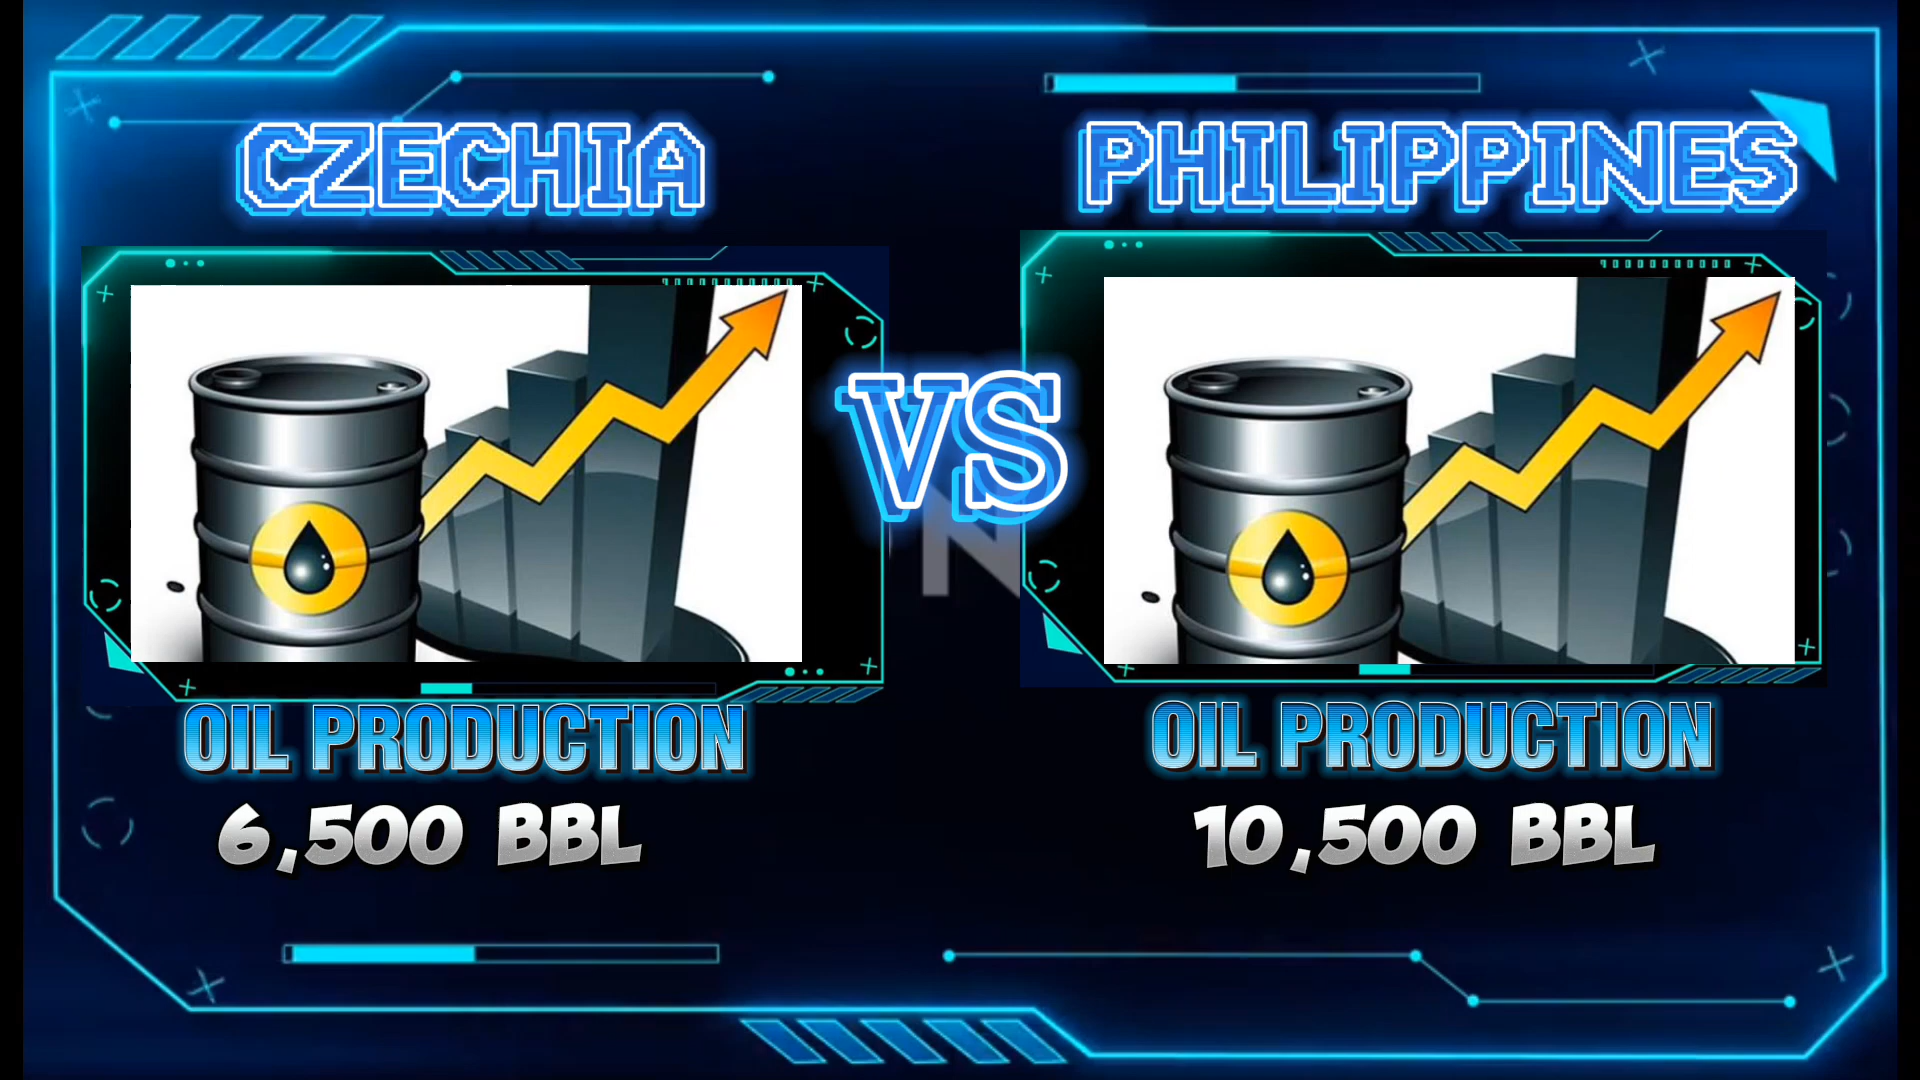 CZECHIA
PHILIPPINES
VS
OIL PRODUCTION
6,500 BBL
OIL PRODUCTION
10,500 BBL